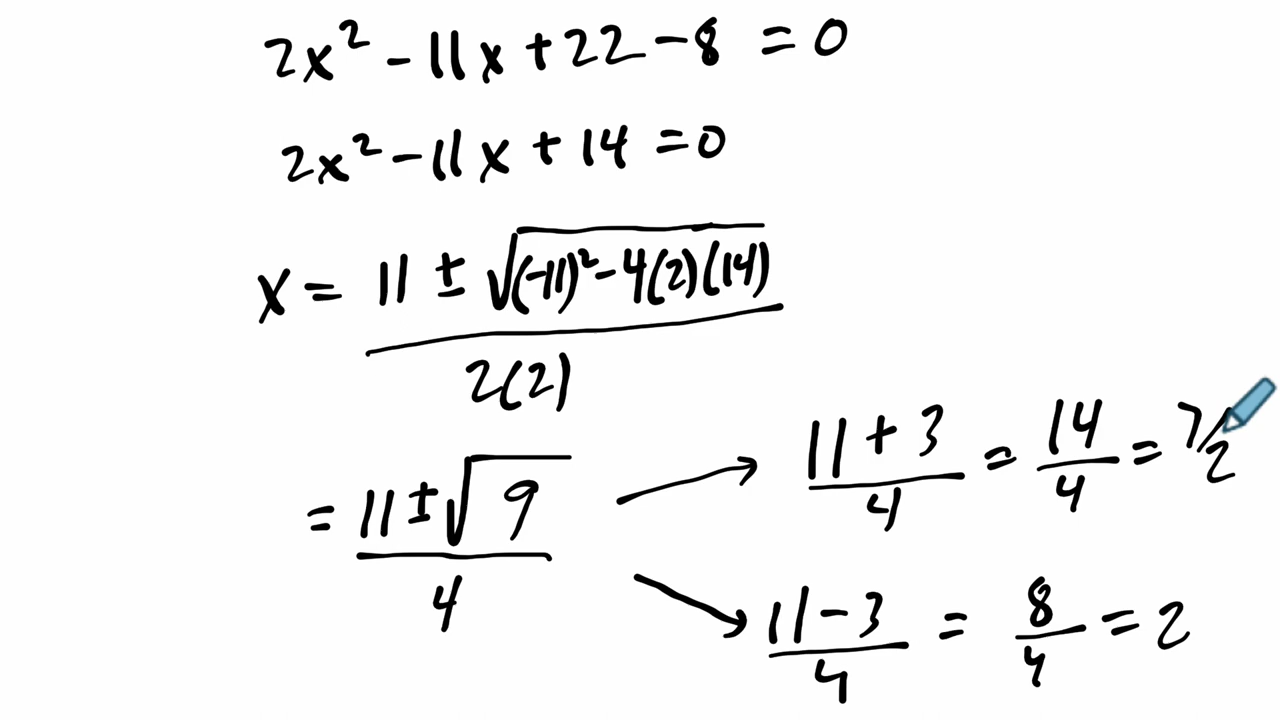 2x² - 11x + 22 - 8 = 0
2x² - 11x + 14 = 0
x = (11 ± √((-11)² - 4(2)(14))) / 2(2)
= (11 ± √9) / 4
(11 + 3) / 4 = 14/4 = 7/2
(11 - 3) / 4 = 8/4 = 2